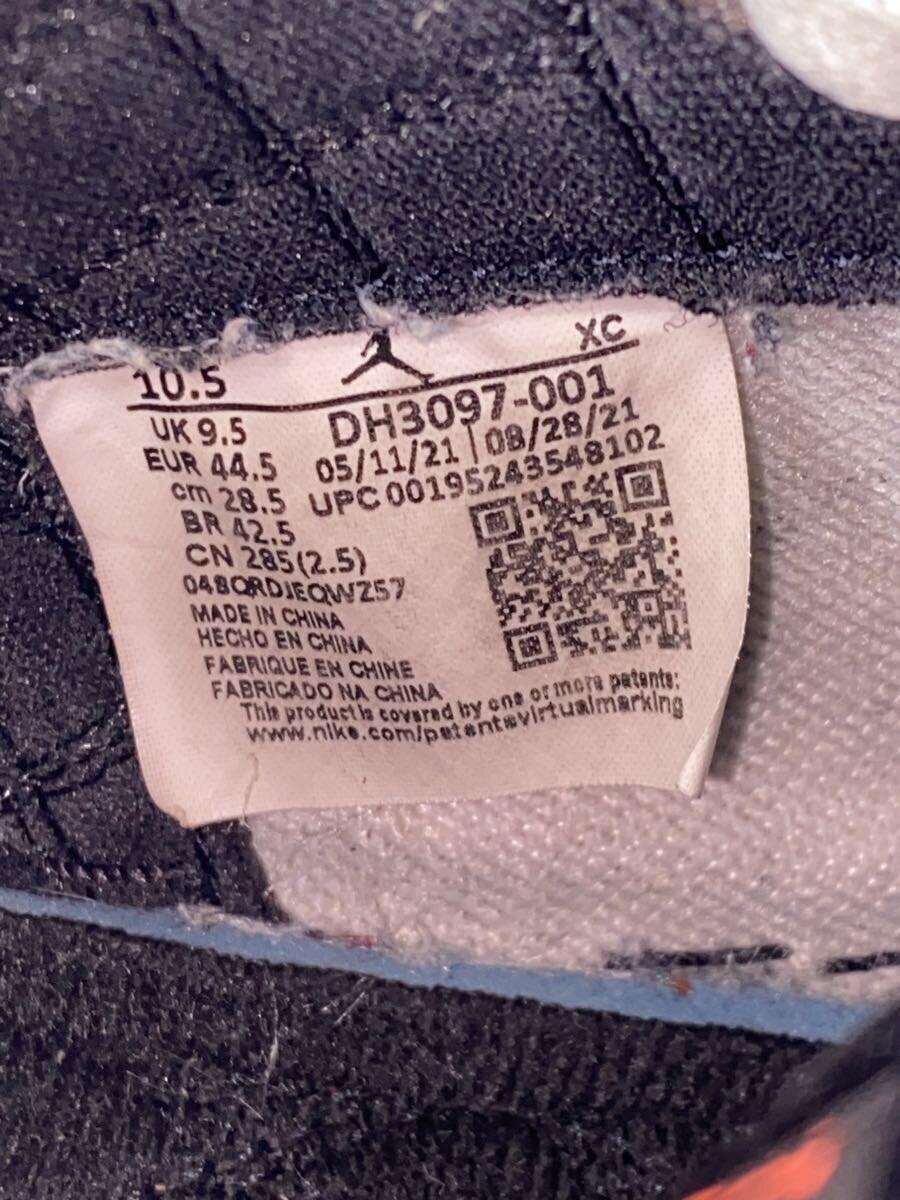 XC
10.5
UK 9.5
DH3097-001
EUR 44.5
05/11/21 | 08/28/21
cm 28.5
UPC 00195243548102
BR 42.5
CN 285(2.5)
048QRDJEQWZ57
MADE IN CHINA
HECHO EN CHINA
FABRIQUE EN CHINE
FABRICADO NA CHINA
This product is covered by one or more patents:
www.nike.com/patentsvirtualmarking